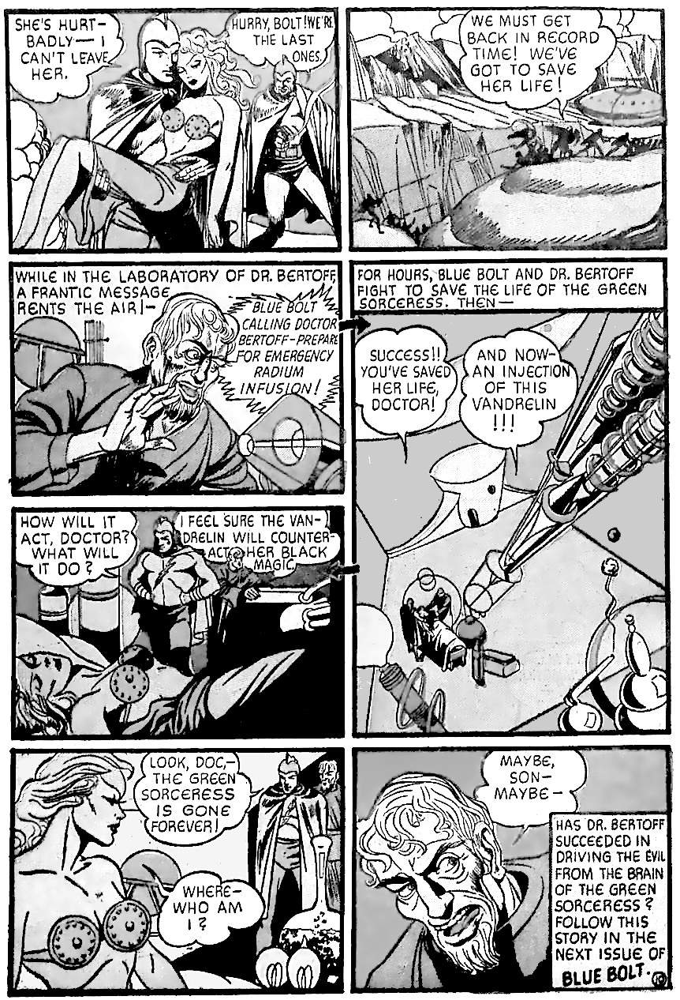 SHE'S HURT-
BADLY— I
CAN'T LEAVE
HER.
HURRY, BOLT! WE'RE
THE LAST
ONES.
WE MUST GET
BACK IN RECORD
TIME! WE'VE
GOT TO SAVE
HER LIFE!
WHILE IN THE LABORATORY OF DR. BERTOFF,
A FRANTIC MESSAGE
RENTS THE AIR!-
BLUE BOLT
CALLING DOCTOR
BERTOFF-PREPARE
FOR EMERGENCY
RADIUM
INFUSION!
FOR HOURS, BLUE BOLT AND DR. BERTOFF
FIGHT TO SAVE THE LIFE OF THE GREEN
SORCERESS. THEN—
SUCCESS!!
YOU'VE SAVED
HER LIFE,
DOCTOR!
AND NOW-
AN INJECTION
OF THIS
VANDRELIN
!!!
HOW WILL IT
ACT, DOCTOR?
WHAT WILL
IT DO?
I FEEL SURE THE VAN-
DRELIN WILL COUNTER-
ACT HER BLACK
MAGIC.
LOOK, DOC,-
THE GREEN
SORCERESS
IS GONE
FOREVER!
WHERE-
WHO AM
I?
MAYBE,
SON-
MAYBE-
HAS DR. BERTOFF
SUCCEEDED IN
DRIVING THE EVIL
FROM THE BRAIN
OF THE GREEN
SORCERESS?
FOLLOW THIS
STORY IN THE
NEXT ISSUE OF
BLUE BOLT.
10